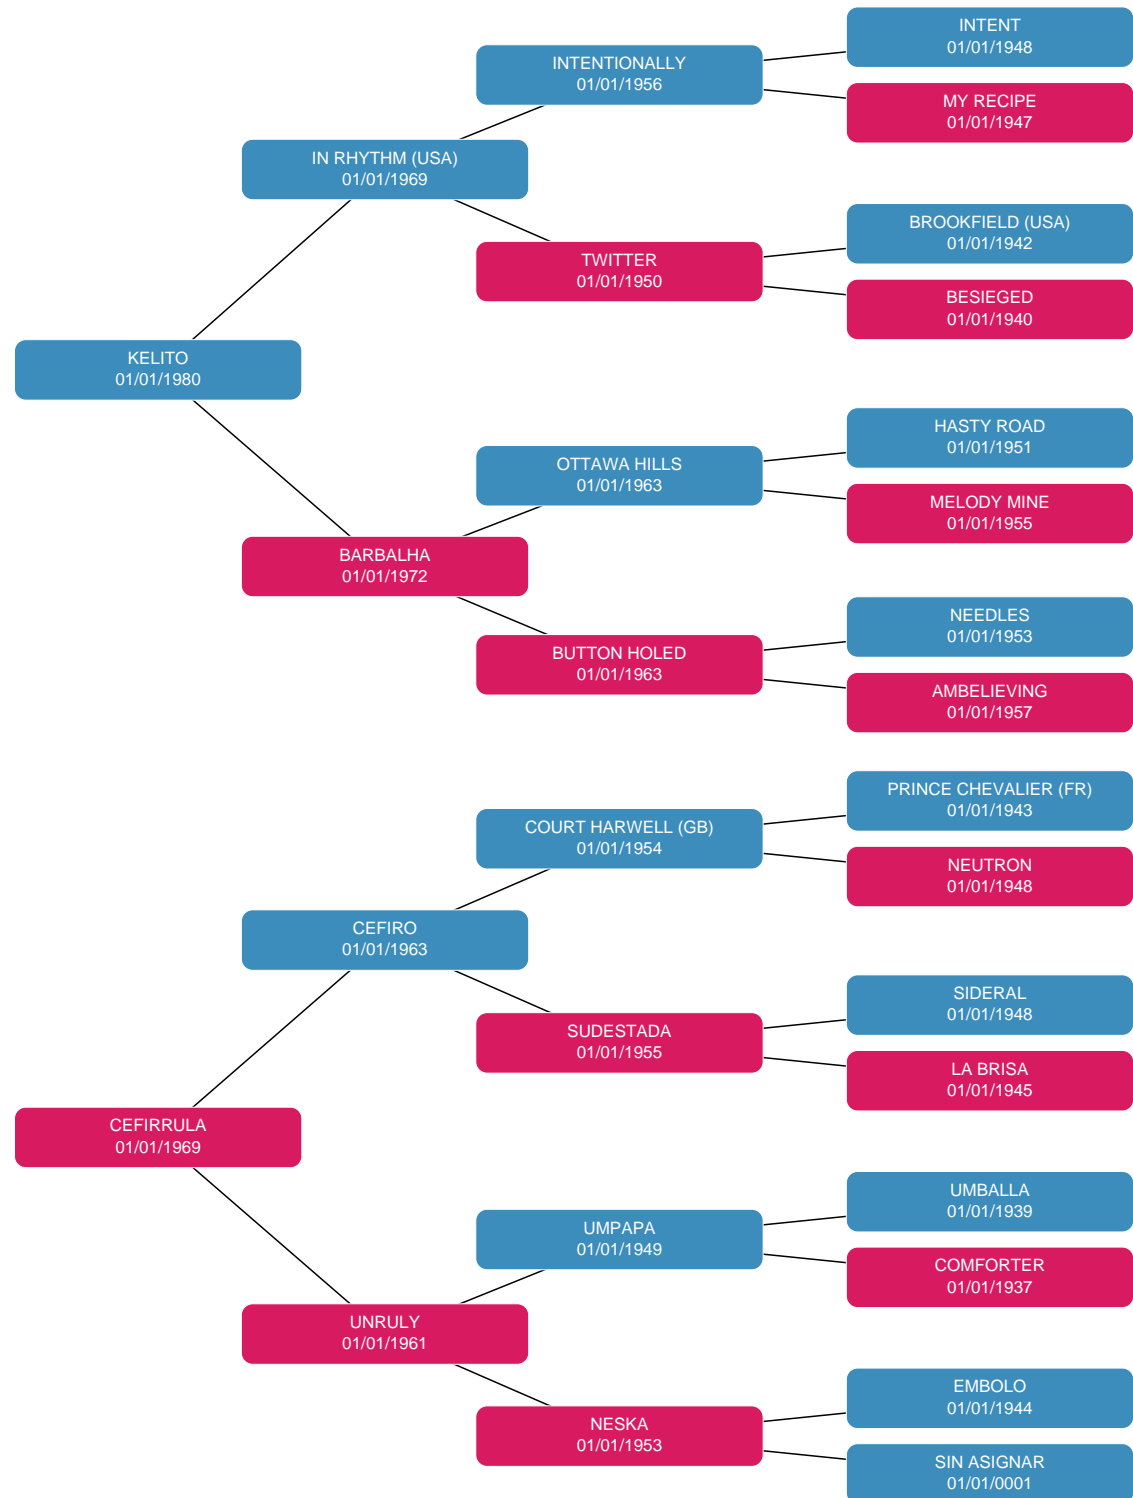 INTENT
01/01/1948
INTENTIONALLY
01/01/1956
MY RECIPE
01/01/1947
IN RHYTHM (USA)
01/01/1969
BROOKFIELD (USA)
01/01/1942
TWITTER
01/01/1950
BESIEGED
01/01/1940
KELITO
01/01/1980
HASTY ROAD
01/01/1951
OTTAWA HILLS
01/01/1963
MELODY MINE
01/01/1955
BARBALHA
01/01/1972
NEEDLES
01/01/1953
BUTTON HOLED
01/01/1963
AMBELIEVING
01/01/1957
PRINCE CHEVALIER (FR)
01/01/1943
COURT HARWELL (GB)
01/01/1954
NEUTRON
01/01/1948
CEFIRO
01/01/1963
SIDERAL
01/01/1948
SUDESTADA
01/01/1955
LA BRISA
01/01/1945
CEFIRRULA
01/01/1969
UMBALLA
01/01/1939
UMPAPA
01/01/1949
COMFORTER
01/01/1937
UNRULY
01/01/1961
EMBOLO
01/01/1944
NESKA
01/01/1953
SIN ASIGNAR
01/01/0001